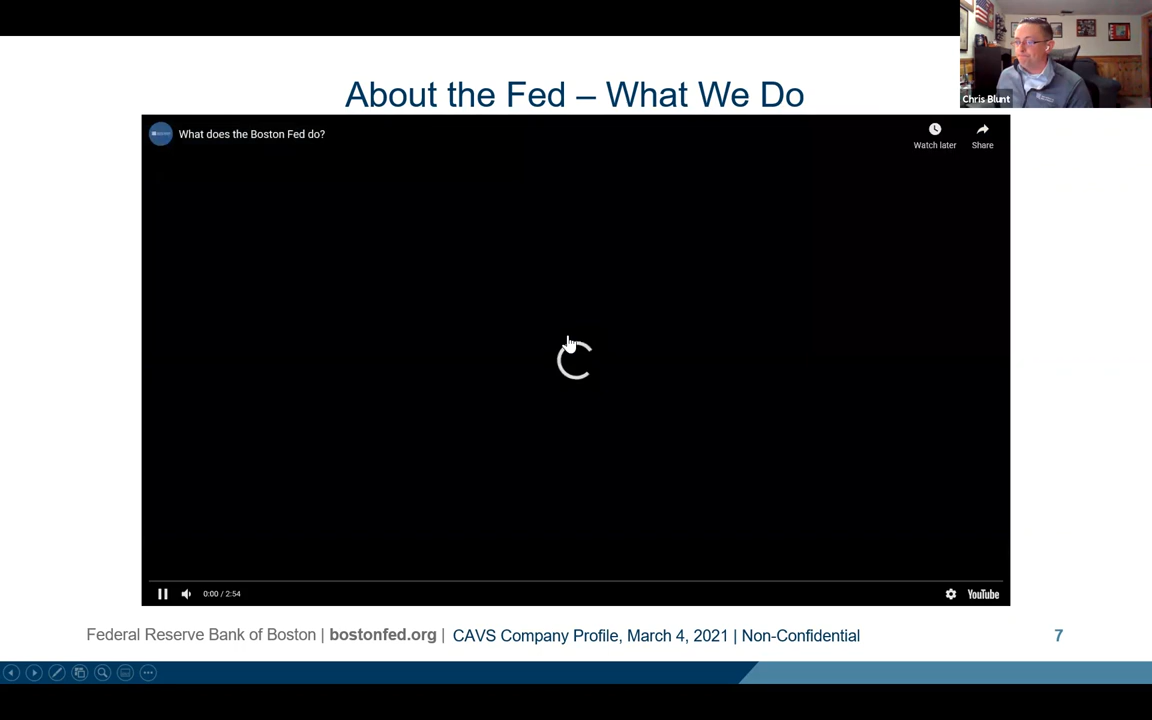 About the Fed – What We Do
Chris Blunt
What does the Boston Fed do?
Watch later
Share
0:00 / 2:54
YouTube
Federal Reserve Bank of Boston | bostonfed.org | CAVS Company Profile, March 4, 2021 | Non-Confidential
7